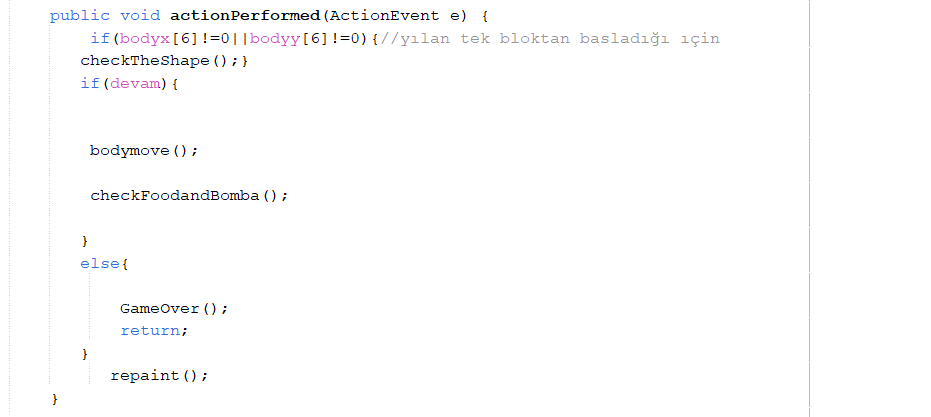 public void actionPerformed(ActionEvent e) {
if(bodyx[6]!=0||bodyy[6]!=0){//yılan tek bloktan basladığı ıçin
checkTheShape();}
if(devam){
bodymove();
checkFoodandBomba();
}
else{
GameOver();
return;
}
repaint();
}